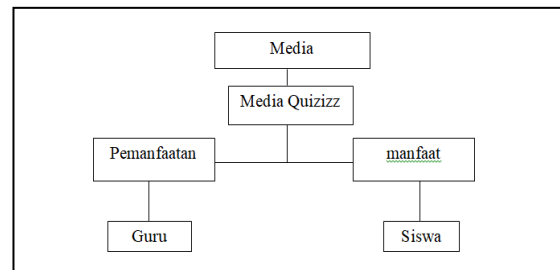 Media
Media Quizizz
Pemanfaatan
manfaat
Guru
Siswa